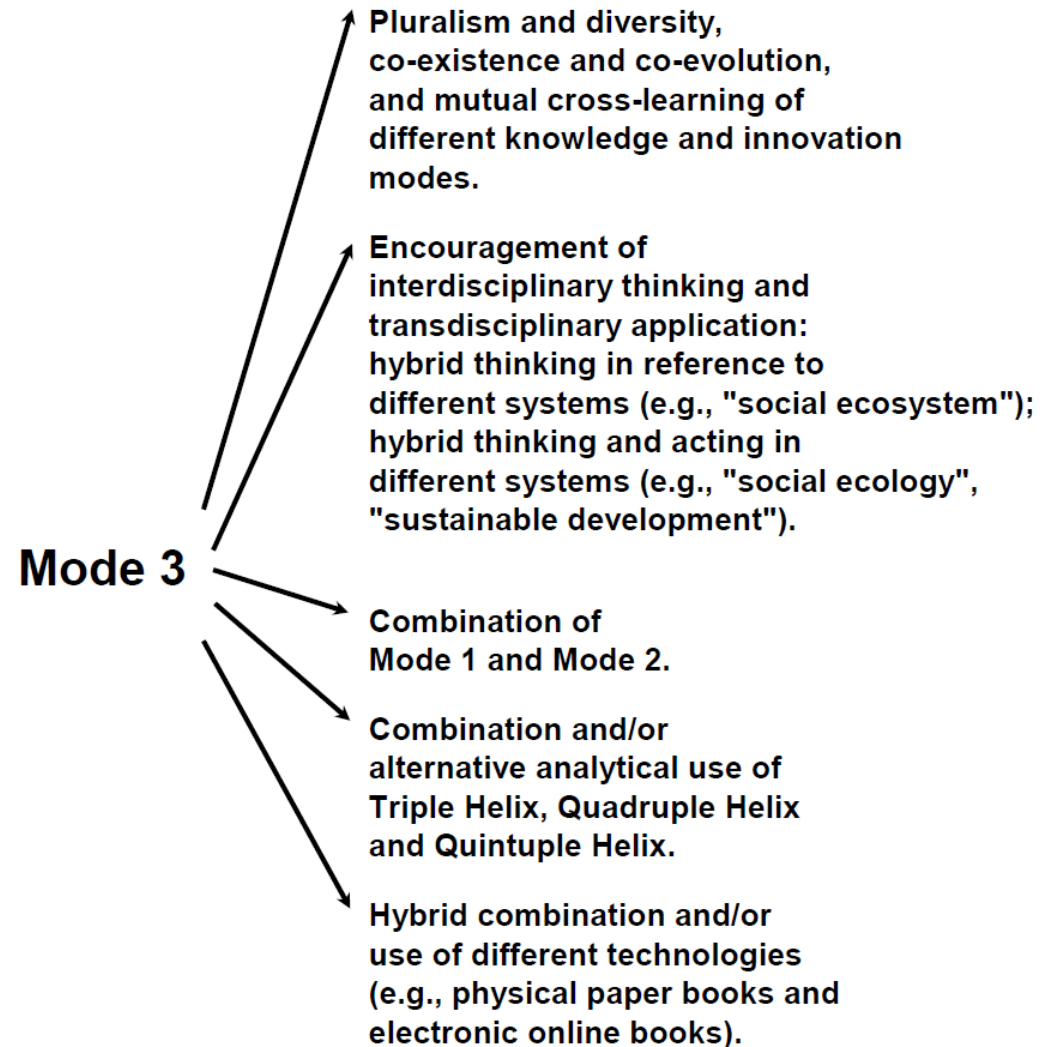 Pluralism and diversity,
co-existence and co-evolution,
and mutual cross-learning of
different knowledge and innovation
modes.
Encouragement of
interdisciplinary thinking and
transdisciplinary application:
hybrid thinking in reference to
different systems (e.g., "social ecosystem");
hybrid thinking and acting in
different systems (e.g., "social ecology",
"sustainable development").
Mode 3
Combination of
Mode 1 and Mode 2.
Combination and/or
alternative analytical use of
Triple Helix, Quadruple Helix
and Quintuple Helix.
Hybrid combination and/or
use of different technologies
(e.g., physical paper books and
electronic online books).